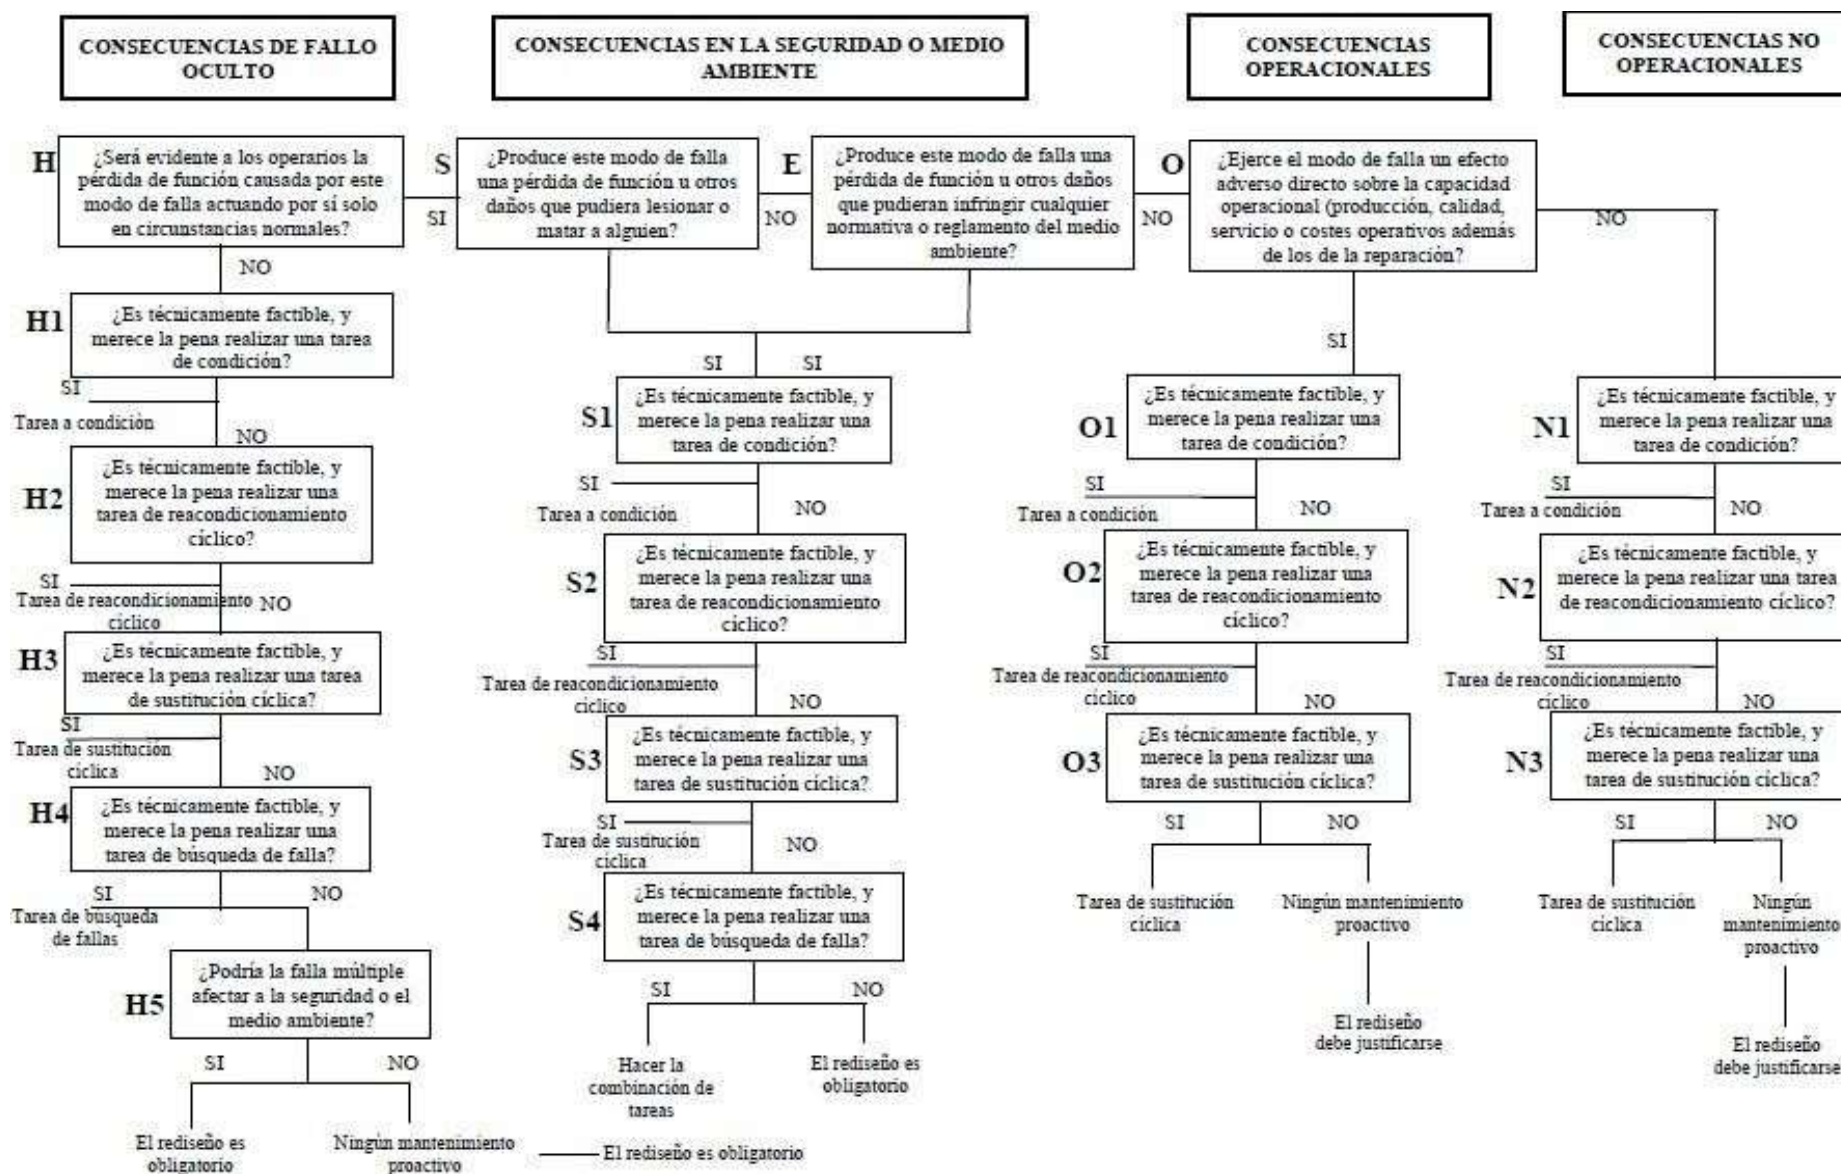 CONSECUENCIAS DE FALLO
OCULTO
CONSECUENCIAS EN LA SEGURIDAD O MEDIO
AMBIENTE
CONSECUENCIAS
OPERACIONALES
CONSECUENCIAS NO
OPERACIONALES
H
¿Será evidente a los operarios la
pérdida de función causada por este
modo de falla actuando por sí solo
en circunstancias normales?
SI
NO
S
¿Produce este modo de falla
una pérdida de función u otros
daños que pudiera lesionar o
matar a alguien?
NO
E
¿Produce este modo de falla una
pérdida de función u otros daños
que pudieran infringir cualquier
normativa o reglamento del medio
ambiente?
NO
O
¿Ejerce el modo de falla un efecto
adverso directo sobre la capacidad
operacional (producción, calidad,
servicio o costes operativos además
de los de la reparación?
NO
SI
H1
¿Es técnicamente factible, y
merece la pena realizar una tarea
de condición?
SI
Tarea a condición
NO
H2
¿Es técnicamente factible, y
merece la pena realizar una
tarea de reacondicionamiento
cíclico?
SI
Tarea de reacondicionamiento
cíclico
NO
H3
¿Es técnicamente factible, y
merece la pena realizar una tarea
de sustitución cíclica?
SI
Tarea de sustitución
cíclica
NO
H4
¿Es técnicamente factible, y
merece la pena realizar una
tarea de búsqueda de falla?
SI
NO
Tarea de búsqueda
de fallas
H5
¿Podría la falla múltiple
afectar a la seguridad o el
medio ambiente?
SI
NO
El rediseño es
obligatorio
Ningún mantenimiento
proactivo
El rediseño es obligatorio
SI
SI
S1
¿Es técnicamente factible, y
merece la pena realizar una
tarea de condición?
SI
Tarea a condición
NO
S2
¿Es técnicamente factible, y
merece la pena realizar una
tarea de reacondicionamiento
cíclico?
SI
Tarea de reacondicionamiento
cíclico
NO
S3
¿Es técnicamente factible, y
merece la pena realizar una
tarea de sustitución cíclica?
SI
Tarea de sustitución
cíclica
NO
S4
¿Es técnicamente factible, y
merece la pena realizar una
tarea de búsqueda de falla?
SI
NO
Hacer la
combinación de
tareas
El rediseño es
obligatorio
O1
¿Es técnicamente factible, y
merece la pena realizar una
tarea de condición?
SI
Tarea a condición
NO
O2
¿Es técnicamente factible, y
merece la pena realizar una
tarea de reacondicionamiento
cíclico?
SI
Tarea de reacondicionamiento
cíclico
NO
O3
¿Es técnicamente factible, y
merece la pena realizar una
tarea de sustitución cíclica?
SI
NO
Tarea de sustitución
cíclica
Ningún mantenimiento
proactivo
El rediseño
debe justificarse
N1
¿Es técnicamente factible, y
merece la pena realizar una
tarea de condición?
SI
Tarea a condición
NO
N2
¿Es técnicamente factible, y
merece la pena realizar una tarea
de reacondicionamiento cíclico?
SI
Tarea de reacondicionamiento
cíclico
NO
N3
¿Es técnicamente factible, y
merece la pena realizar una
tarea de sustitución cíclica?
SI
NO
Tarea de sustitución
cíclica
Ningún
mantenimiento
proactivo
El rediseño
debe justificarse